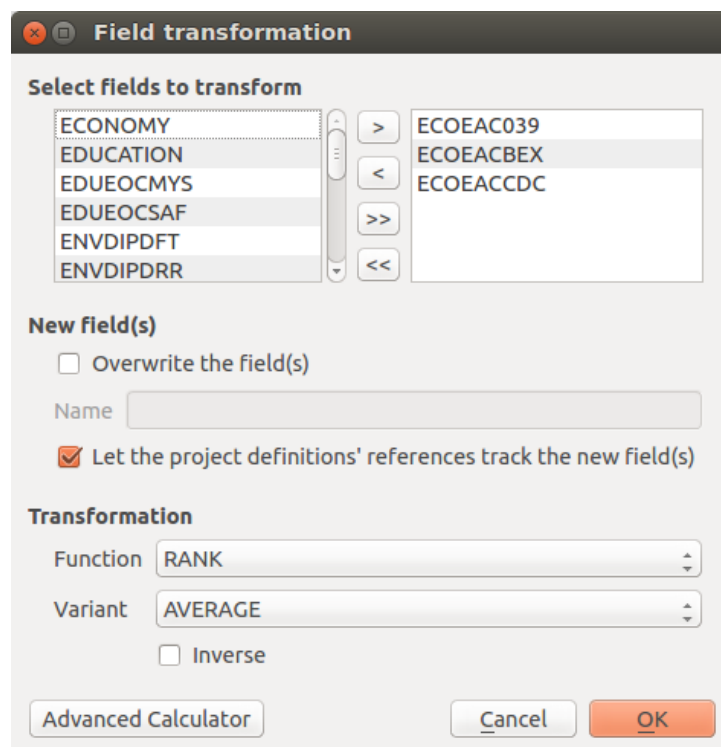 Field transformation
Select fields to transform
ECONOMY
EDUCATION
EDUEOCMYS
EDUEOCSAF
ENVDIPDFT
ENVDIPDRR
>
<
>>
<<
ECOEAC039
ECOEACBEX
ECOEACCDC
New field(s)
Overwrite the field(s)
Name
Let the project definitions' references track the new field(s)
Transformation
Function RANK
Variant AVERAGE
Inverse
Advanced Calculator Cancel OK